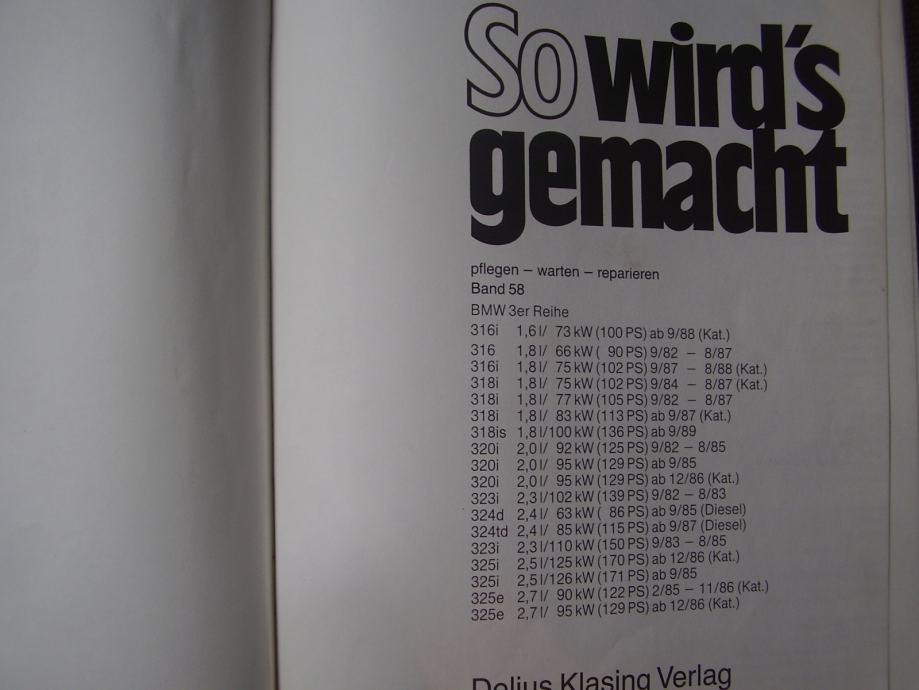 So wird's
gemacht
pflegen – warten – reparieren
Band 58
BMW 3er Reihe
316i 1,6 l/ 73 kW (100 PS) ab 9/88 (Kat.)
316 1,8 l/ 66 kW ( 90 PS) 9/82 – 8/87
316i 1,8 l/ 75 kW (102 PS) 9/87 – 8/88 (Kat.)
318i 1,8 l/ 75 kW (102 PS) 9/84 – 8/87 (Kat.)
318i 1,8 l/ 77 kW (105 PS) 9/82 – 8/87
318i 1,8 l/ 83 kW (113 PS) ab 9/87 (Kat.)
318is 1,8 l/100 kW (136 PS) ab 9/89
320i 2,0 l/ 92 kW (125 PS) 9/82 – 8/85
320i 2,0 l/ 95 kW (129 PS) ab 9/85
320i 2,0 l/ 95 kW (129 PS) ab 12/86 (Kat.)
323i 2,3 l/102 kW (139 PS) 9/82 – 8/83
324d 2,4 l/ 63 kW ( 86 PS) ab 9/85 (Diesel)
324td 2,4 l/ 85 kW (115 PS) ab 9/87 (Diesel)
323i 2,3 l/110 kW (150 PS) 9/83 – 8/85
325i 2,5 l/125 kW (170 PS) ab 12/86 (Kat.)
325i 2,5 l/126 kW (171 PS) ab 9/85
325e 2,7 l/ 90 kW (122 PS) 2/85 – 11/86 (Kat.)
325e 2,7 l/ 95 kW (129 PS) ab 12/86 (Kat.)
Delius Klasing Verlag